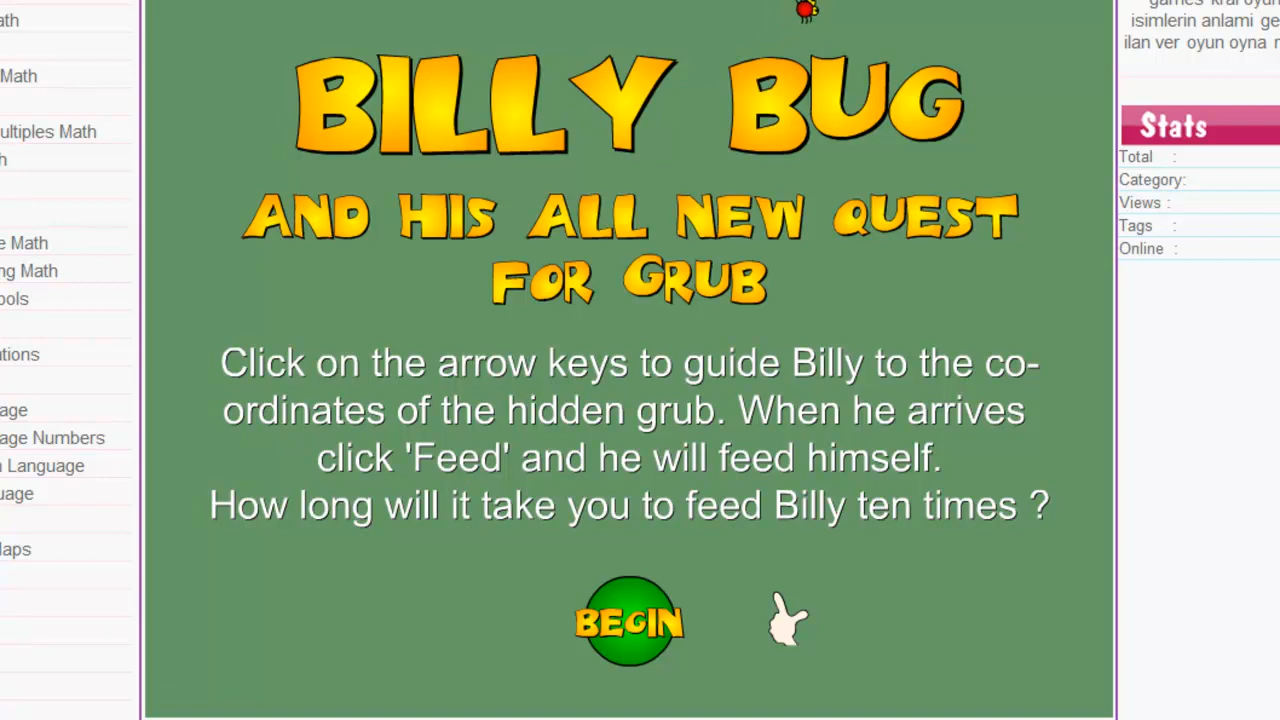 ath
Math
ultiples Math
h
e Math
ng Math
ools
ations
age
age Numbers
Language
uage
Maps
BILLY BUG
AND HIS ALL NEW QUEST
FOR GRUB
Click on the arrow keys to guide Billy to the co-
ordinates of the hidden grub. When he arrives
click 'Feed' and he will feed himself.
How long will it take you to feed Billy ten times ?
BEGIN
isimlerin anlami ge
ilan ver oyun oyna
Stats
Total :
Category:
Views :
Tags :
Online :